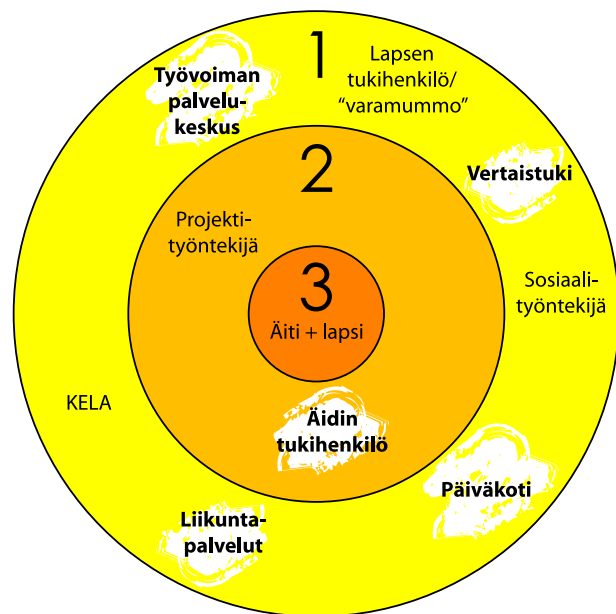 1
Työvoiman
palvelu-
keskus
Lapsen
tukihenkilö/
“varamummo”
Vertaistuki
2
Projekti-
työntekijä
Sosiaali-
työntekijä
3
Äiti + lapsi
KELA
Äidin
tukihenkilö
Päiväkoti
Liikunta-
palvelut